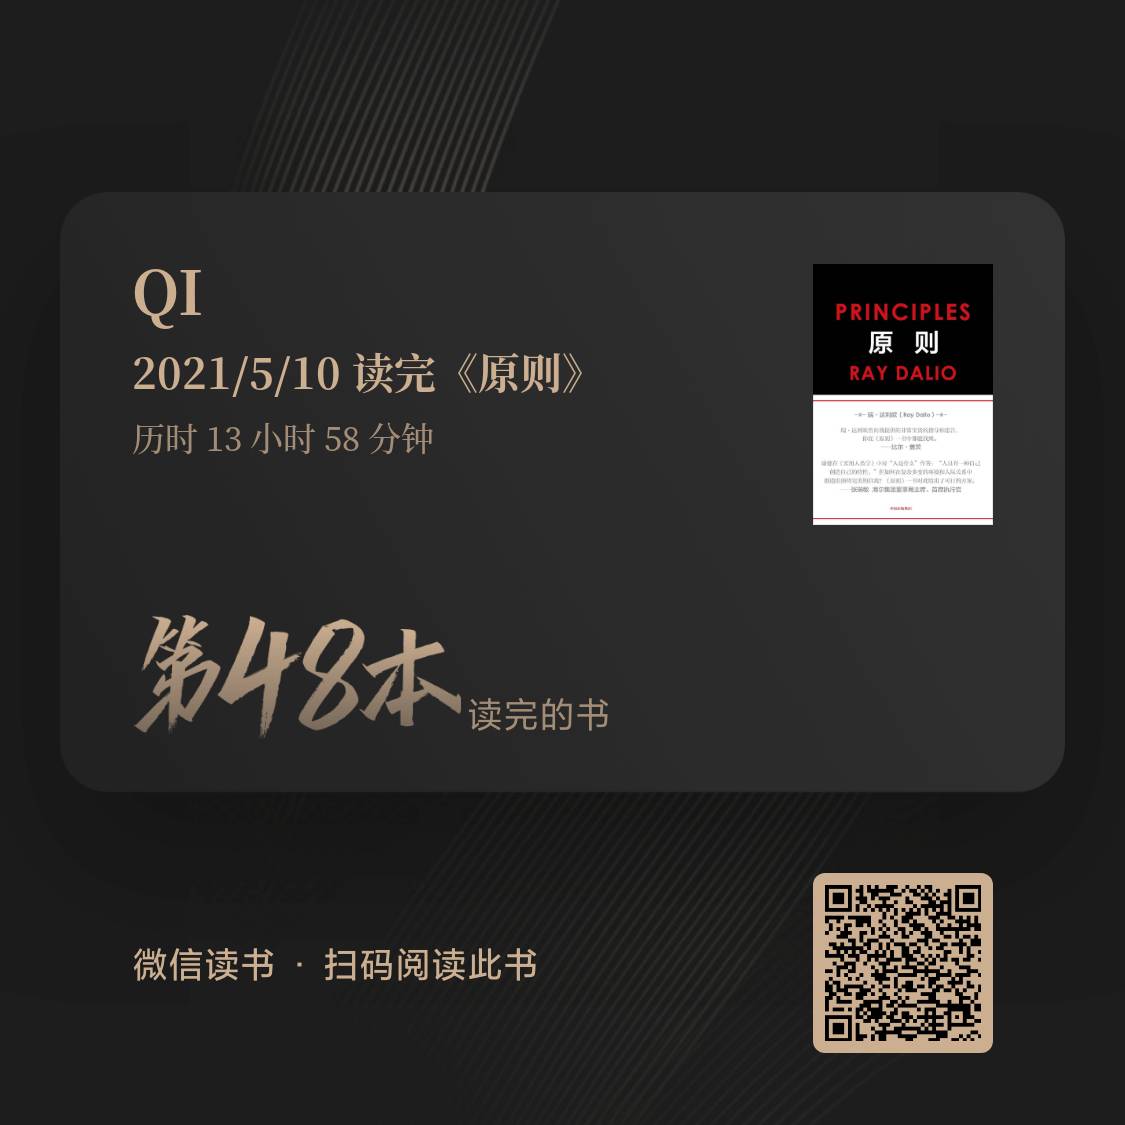 QI
2021/5/10 读完《原则》
历时 13 小时 58 分钟
PRINCIPLES
原 则
RAY DALIO
第48本 读完的书
微信读书 · 扫码阅读此书